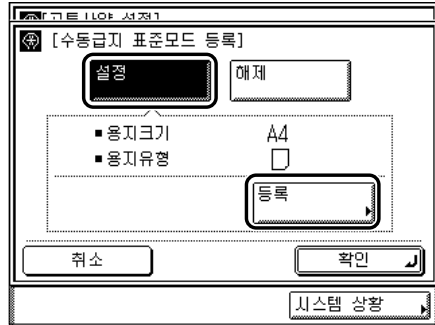 [수동급지 표준모드 등록]
설정
해제
▪용지크기 A4
▪용지유형
등록
취소
확인
시스템 상황